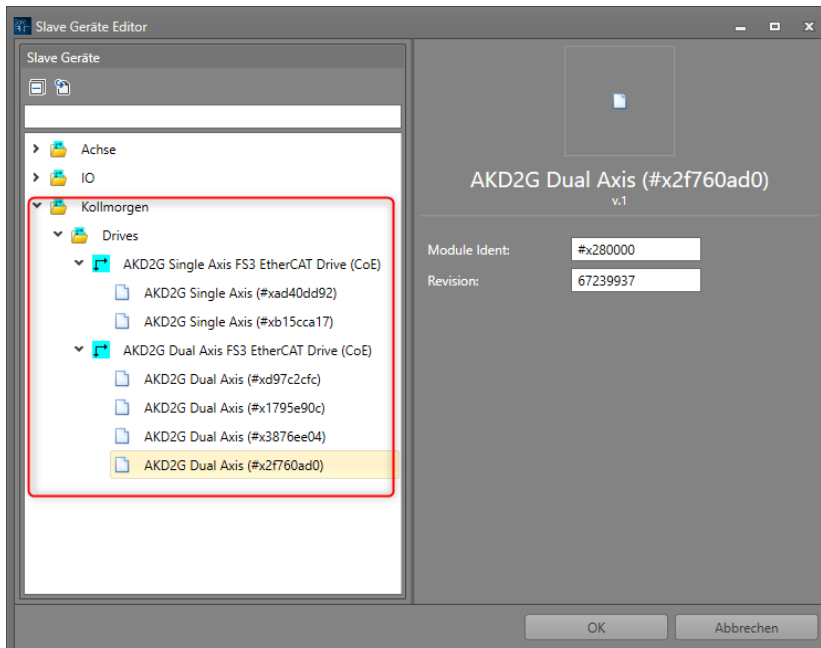 Slave Geräte Editor
Slave Geräte
Achse
IO
Kollmorgen
Drives
AKD2G Single Axis FS3 EtherCAT Drive (CoE)
AKD2G Single Axis (#xad40dd92)
AKD2G Single Axis (#xb15cca17)
AKD2G Dual Axis FS3 EtherCAT Drive (CoE)
AKD2G Dual Axis (#xd97c2cfc)
AKD2G Dual Axis (#x1795e90c)
AKD2G Dual Axis (#x3876ee04)
AKD2G Dual Axis (#x2f760ad0)
AKD2G Dual Axis (#x2f760ad0)
v.1
Module Ident: #x280000
Revision: 67239937
OK Abbrechen